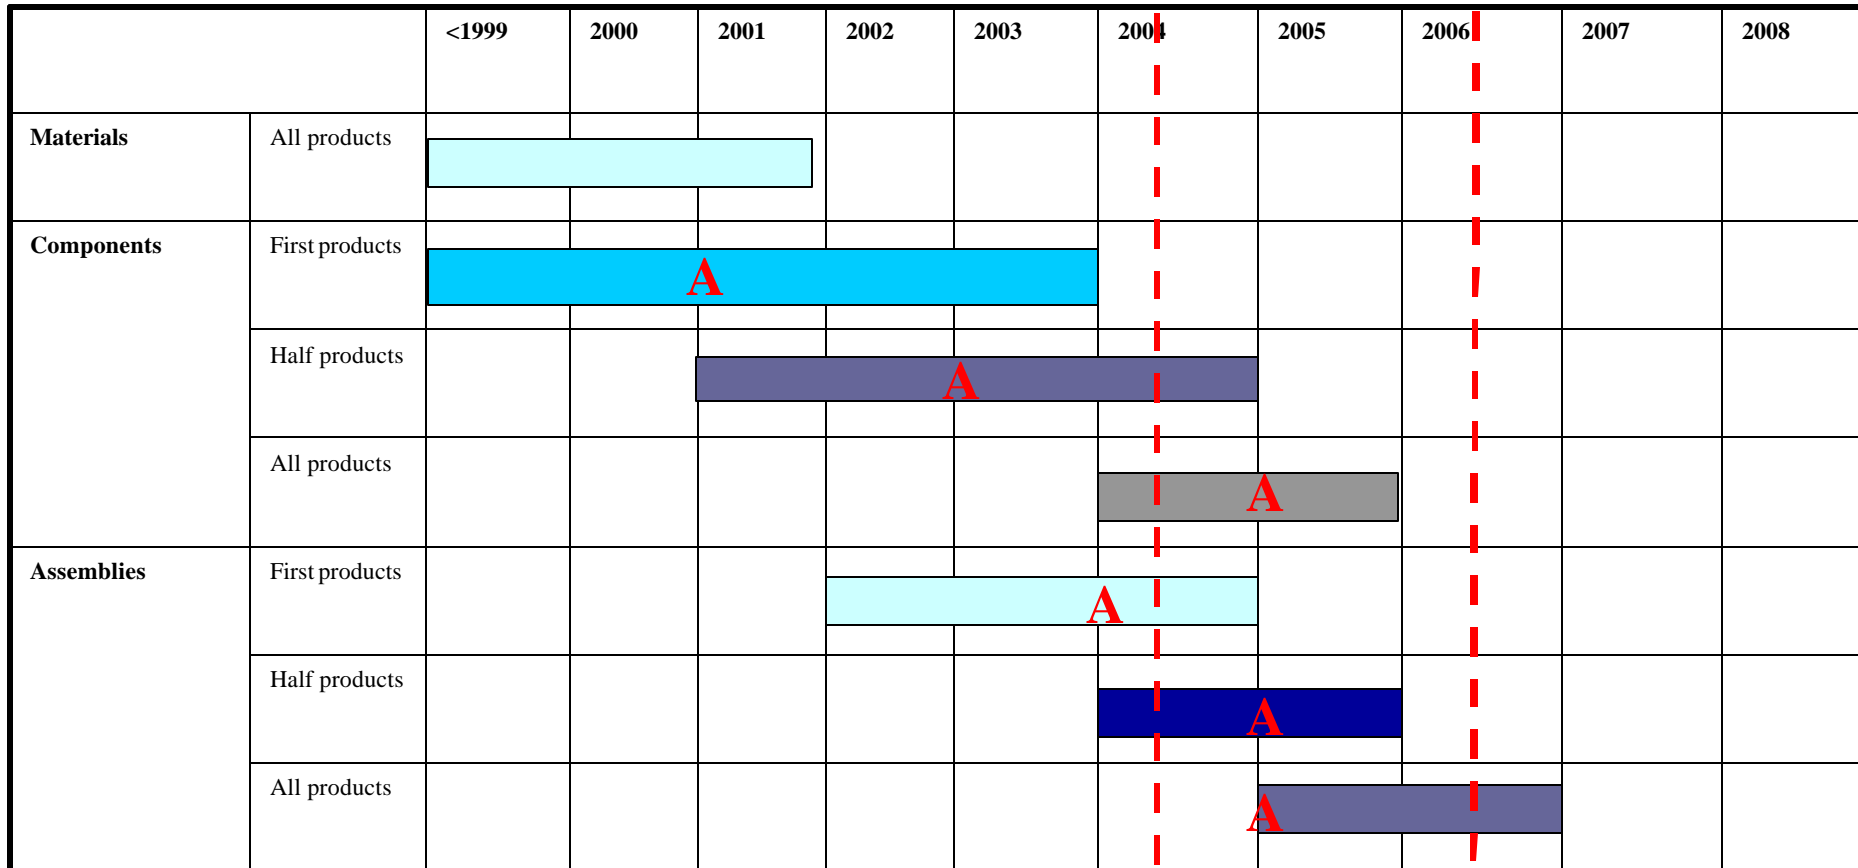 <1999 2000 2001 2002 2003 2004 2005 2006 2007 2008
Materials All products
Components First products
A
Half products
A
All products
A
Assemblies First products
A
Half products
A
All products
A